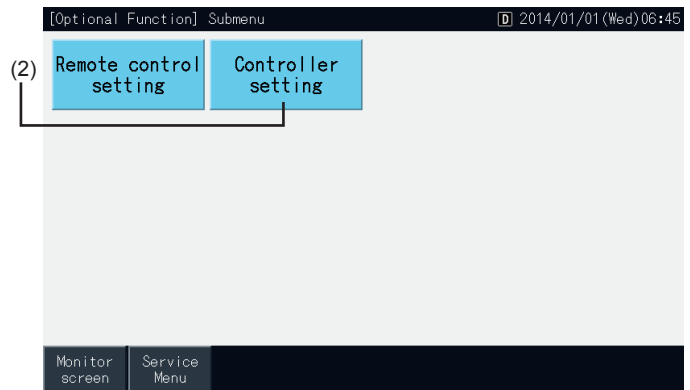 [Optional Function] Submenu D 2014/01/01(Wed)06:45
(2)
Remote control
setting
Controller
setting
Monitor
screen
Service
Menu